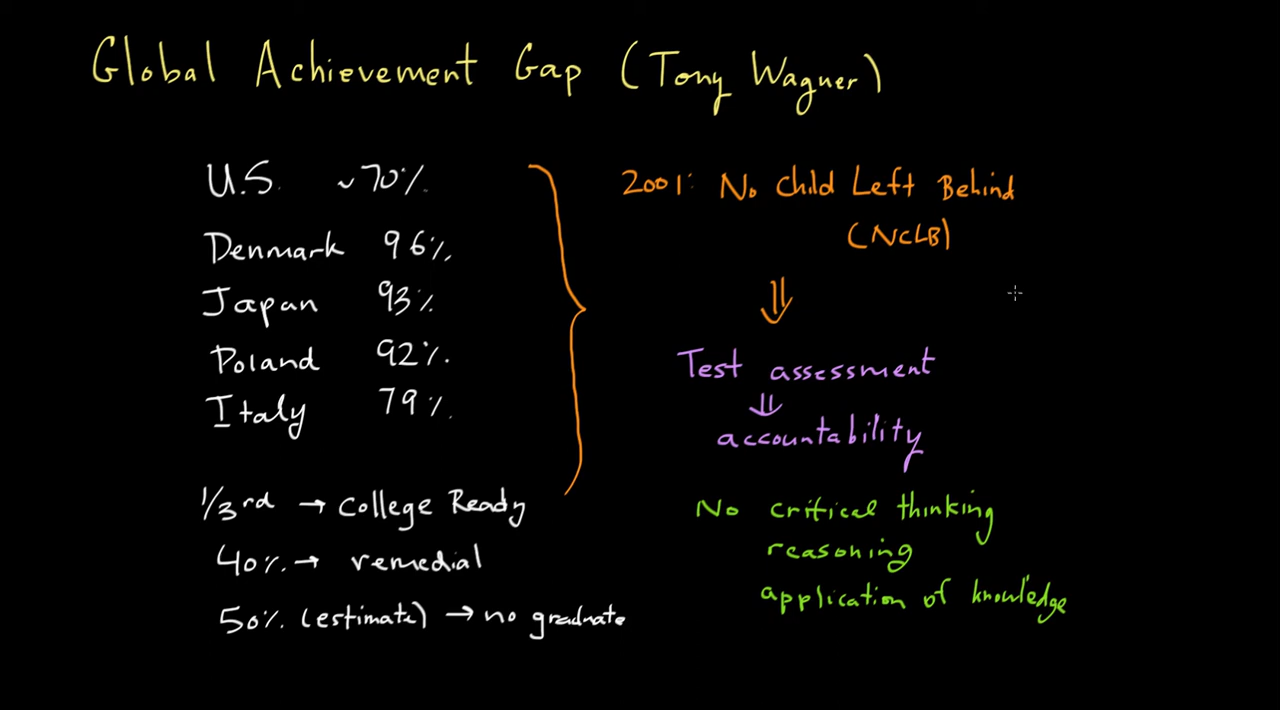 Global Achievement Gap (Tony Wagner)
U.S. ~70%
Denmark 96%
Japan 93%
Poland 92%
Italy 79%
1/3rd → College Ready
40% → remedial
50% (estimate) → no graduate
2001: No Child Left Behind
(NCLB)
⇓
Test assessment
⇓
accountability
No critical thinking
reasoning
application of knowledge